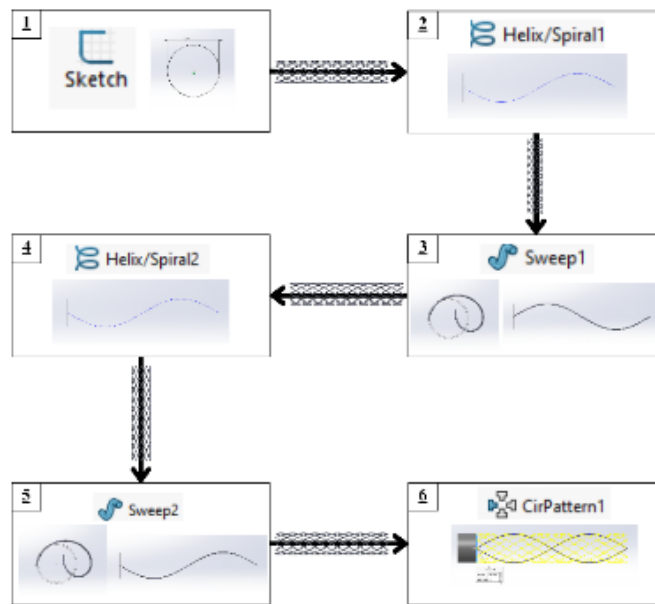 1
Sketch
2
Helix/Spiral1
3
Sweep1
4
Helix/Spiral2
5
Sweep2
6
CirPattern1